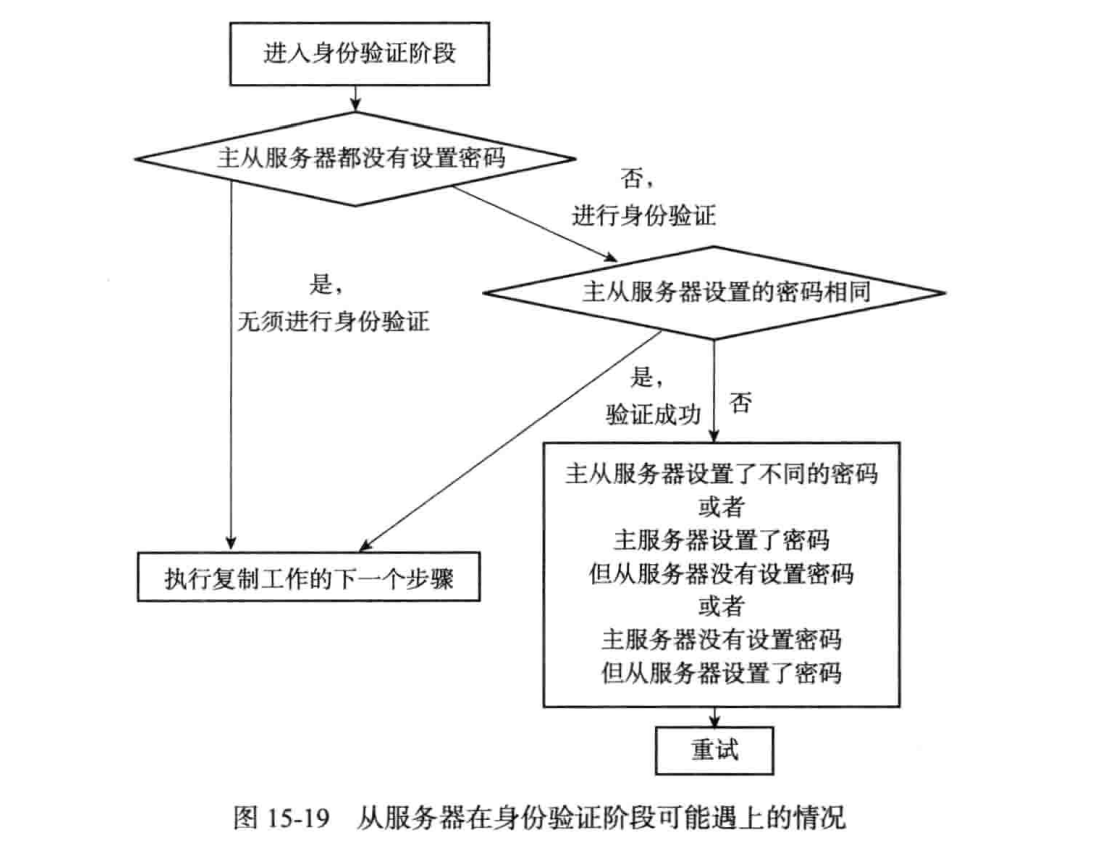 进入身份验证阶段
主从服务器都没有设置密码
否，
进行身份验证
主从服务器设置的密码相同
是，
无须进行身份验证
是，
验证成功
否
主从服务器设置了不同的密码
或者
主服务器设置了密码
但从服务器没有设置密码
或者
主服务器没有设置密码
但从服务器设置了密码
执行复制工作的下一个步骤
重试
图 15-19 从服务器在身份验证阶段可能遇上的情况